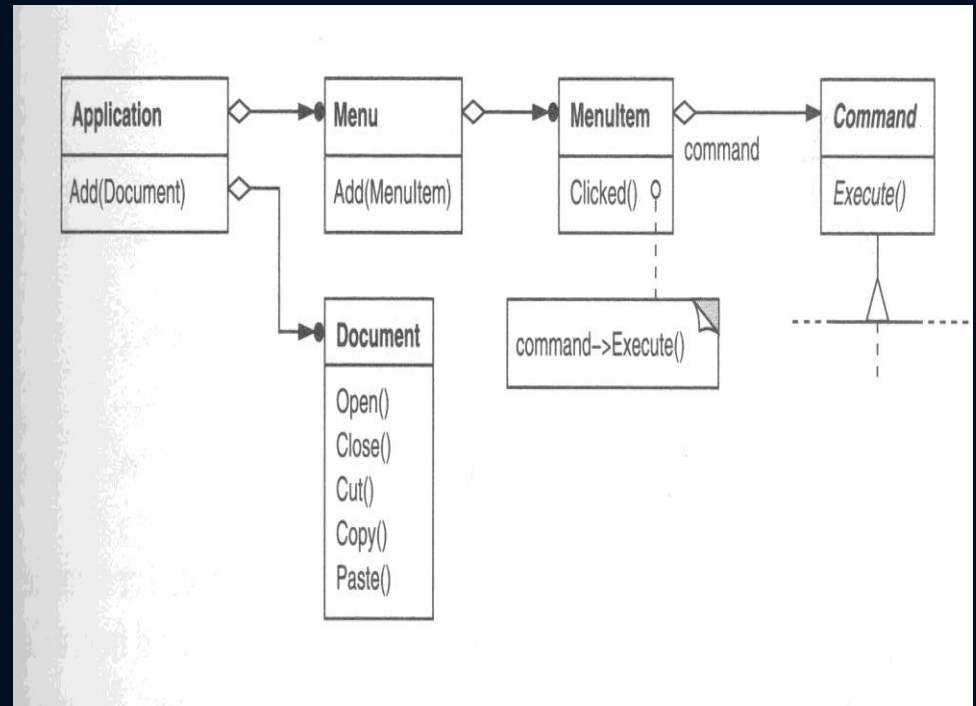 Application
Add(Document)
Menu
Add(MenuItem)
MenuItem
Clicked()
command
Command
Execute()
command->Execute()
Document
Open()
Close()
Cut()
Copy()
Paste()